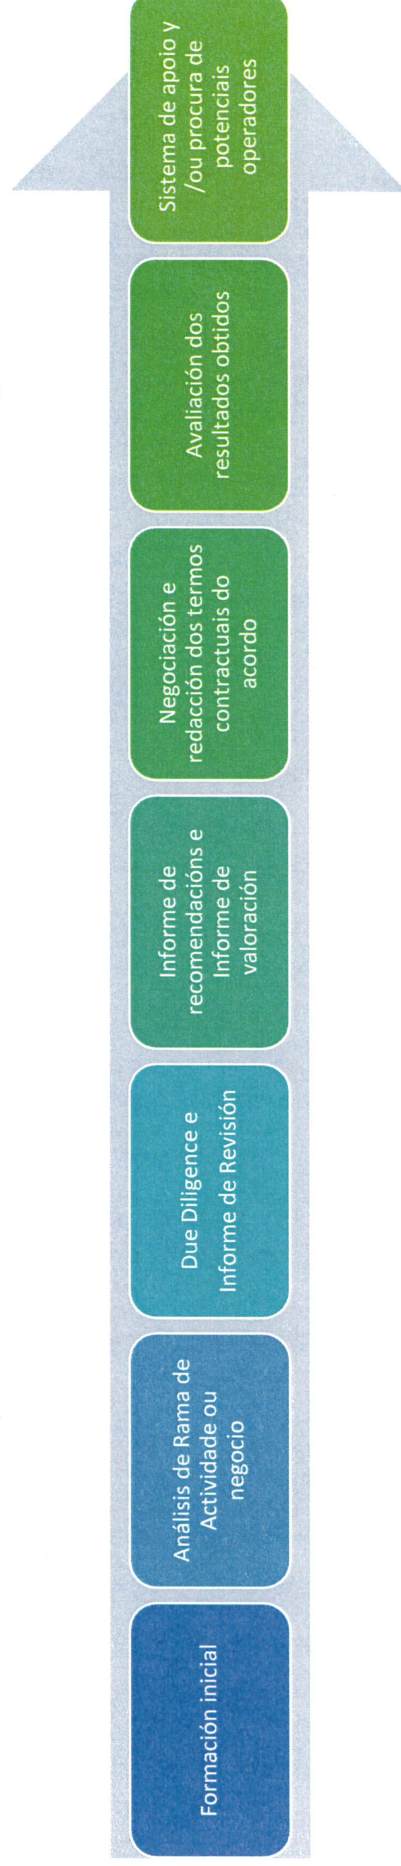 Formación inicial
Análisis de Rama de
Actividade ou
negocio
Due Diligence e
Informe de Revisión
Informe de
recomendacións e
Informe de
valoración
Negociación e
redacción dos termos
contractuais do
acordo
Avaliación dos
resultados obtidos
Sistema de apoio y
/ou procura de
potenciais
operadores